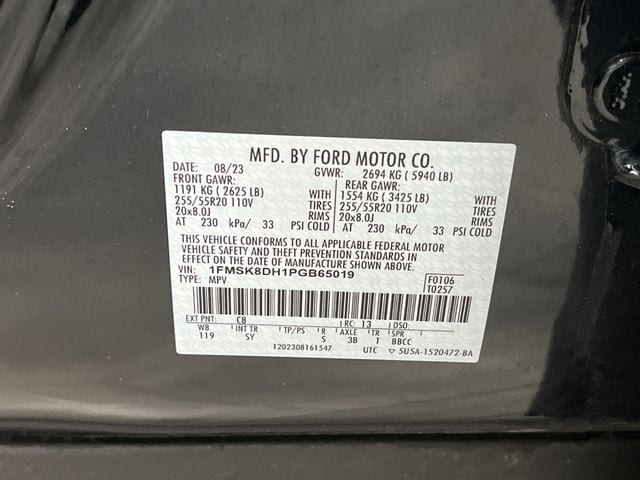 MFD. BY FORD MOTOR CO.
DATE: 08/23 GVWR: 2694 KG ( 5940 LB)
FRONT GAWR: REAR GAWR:
1191 KG ( 2625 LB) WITH 1554 KG ( 3425 LB) WITH
255/55R20 110V TIRES 255/55R20 110V TIRES
20x8.0J RIMS 20x8.0J RIMS
AT 230 kPa/ 33 PSI COLD AT 230 kPa/ 33 PSI COLD
THIS VEHICLE CONFORMS TO ALL APPLICABLE FEDERAL MOTOR
VEHICLE SAFETY AND THEFT PREVENTION STANDARDS IN EFFECT
ON THE DATE OF MANUFACTURE SHOWN ABOVE.
VIN: 1FMSK8DH1PGB65019 F0106
TYPE: MPV T0257
EXT PNT: CB RC: 13 DSO:
WB INT TR TP/PS R AXLE TR SPR
119 SY S 3B T BBCC
1202308161547 UTC ▽ 5U5A-1520472-BA